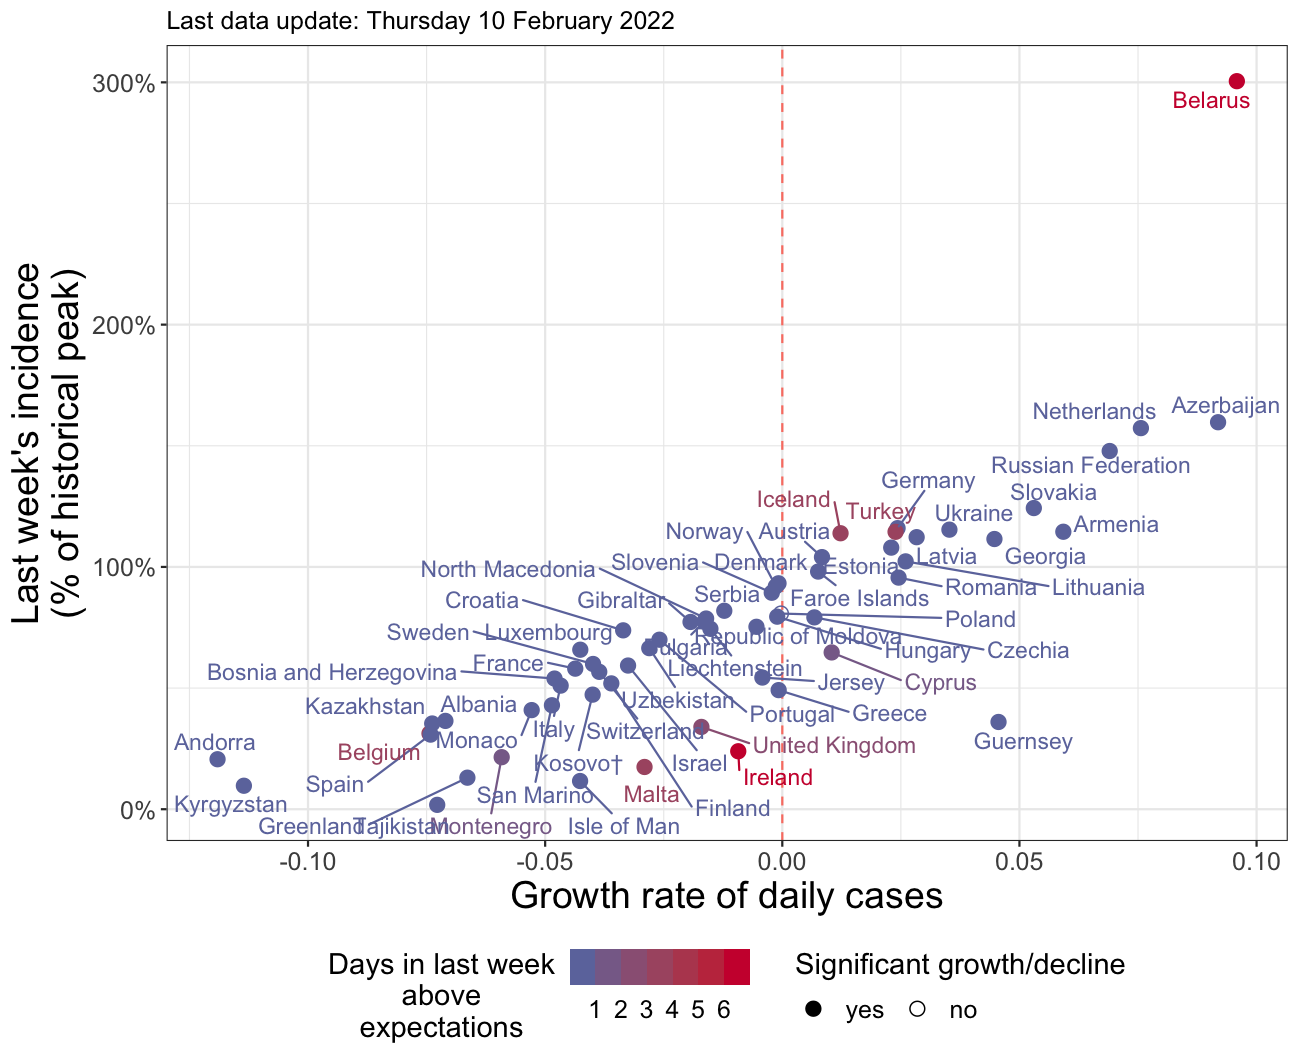 Last data update: Thursday 10 February 2022
Last week's incidence
(% of historical peak)
300%
200%
100%
0%
Belarus
Azerbaijan
Netherlands
Russian Federation
Germany
Slovakia
Iceland
Turkey
Ukraine
Armenia
Norway
Austria
Latvia
Georgia
North Macedonia
Slovenia
Denmark
Estonia
Romania
Lithuania
Croatia
Gibraltar
Serbia
Faroe Islands
Poland
Sweden
Luxembourg
Republic of Moldova
Bulgaria
Hungary
Czechia
Bosnia and Herzegovina
France
Liechtenstein
Jersey
Cyprus
Kazakhstan
Albania
Uzbekistan
Portugal
Greece
Andorra
Belgium
Monaco
Italy
Switzerland
United Kingdom
Guernsey
Spain
Kosovo†
Israel
Ireland
Kyrgyzstan
San Marino
Malta
Finland
Greenland
Tajikistan
Montenegro
Isle of Man
-0.10
-0.05
0.00
0.05
0.10
Growth rate of daily cases
Days in last week
above
expectations
1 2 3 4 5 6
Significant growth/decline
yes
no